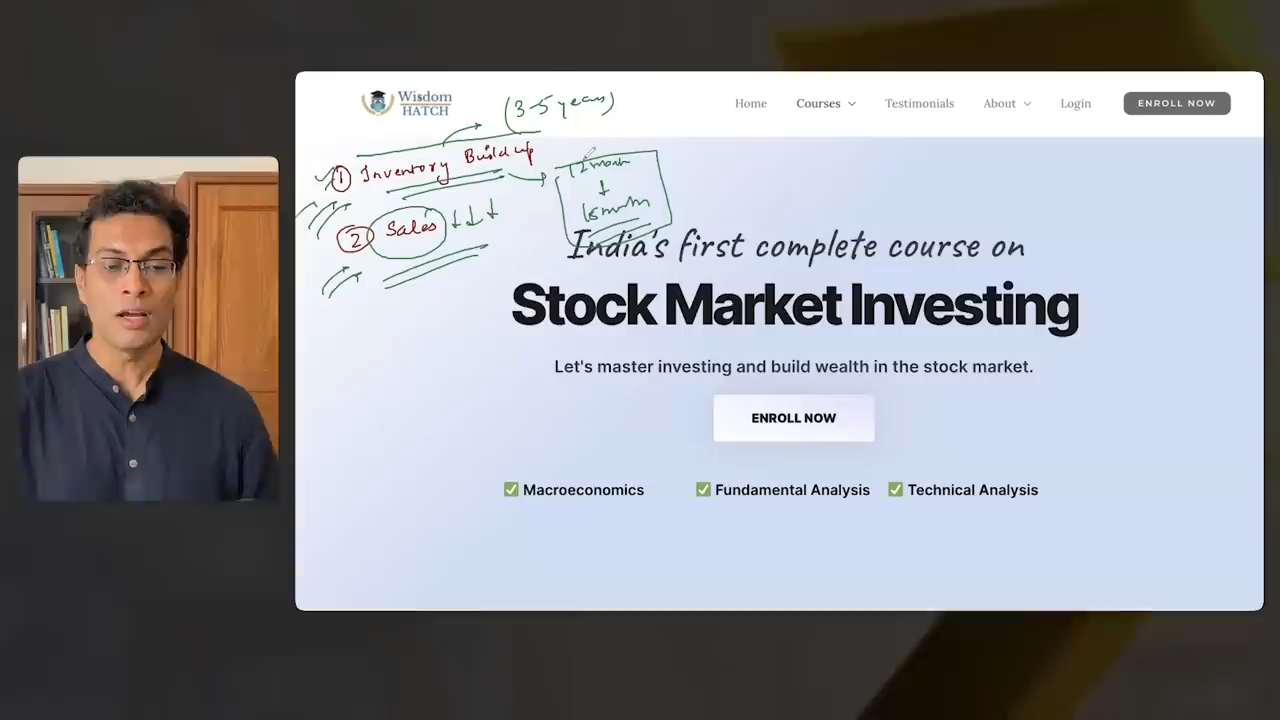 Wisdom
HATCH
Home Courses Testimonials About Login ENROLL NOW
(3-5 years)
1 Inventory Build up
12 month
18 month
2 Sales
India's first complete course on
Stock Market Investing
Let's master investing and build wealth in the stock market.
ENROLL NOW
✅ Macroeconomics ✅ Fundamental Analysis ✅ Technical Analysis